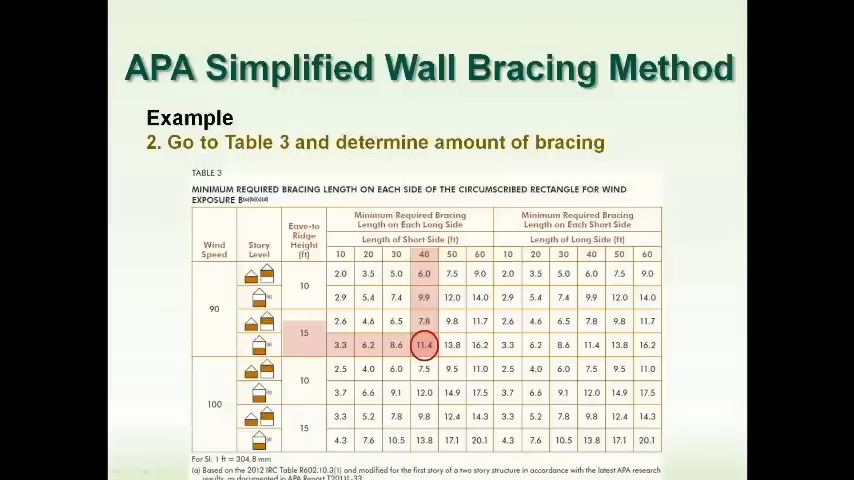 APA Simplified Wall Bracing Method
Example
2. Go to Table 3 and determine amount of bracing
TABLE 3
MINIMUM REQUIRED BRACING LENGTH ON EACH SIDE OF THE CIRCUMSCRIBED RECTANGLE FOR WIND
EXPOSURE B(a)(b)(c)(d)
Wind Speed Story Level Eave-to Ridge Height (ft) Minimum Required Bracing Length on Each Long Side Minimum Required Bracing Length on Each Short Side
Length of Short Side (ft) Length of Long Side (ft)
10 20 30 40 50 60 10 20 30 40 50 60
90 10 2.0 3.5 5.0 6.0 7.5 9.0 2.0 3.5 5.0 6.0 7.5 9.0
2.9 5.4 7.4 9.9 12.0 14.0 2.9 5.4 7.4 9.9 12.0 14.0
15 2.6 4.6 6.5 7.8 9.8 11.7 2.6 4.6 6.5 7.8 9.8 11.7
3.3 6.2 8.6 11.4 13.8 16.2 3.3 6.2 8.6 11.4 13.8 16.2
100 10 2.5 4.0 6.0 7.5 9.5 11.0 2.5 4.0 6.0 7.5 9.5 11.0
3.7 6.6 9.1 12.0 14.9 17.5 3.7 6.6 9.1 12.0 14.9 17.5
15 3.3 5.2 7.8 9.8 12.4 14.3 3.3 5.2 7.8 9.8 12.4 14.3
4.3 7.6 10.5 13.8 17.1 20.1 4.3 7.6 10.5 13.8 17.1 20.1
For SI: 1 ft = 304.8 mm
(a) Based on the 2012 IRC Table R602.10.3(1) and modified for the first story of a two story structure in accordance with the latest APA research
results, as documented in APA Report